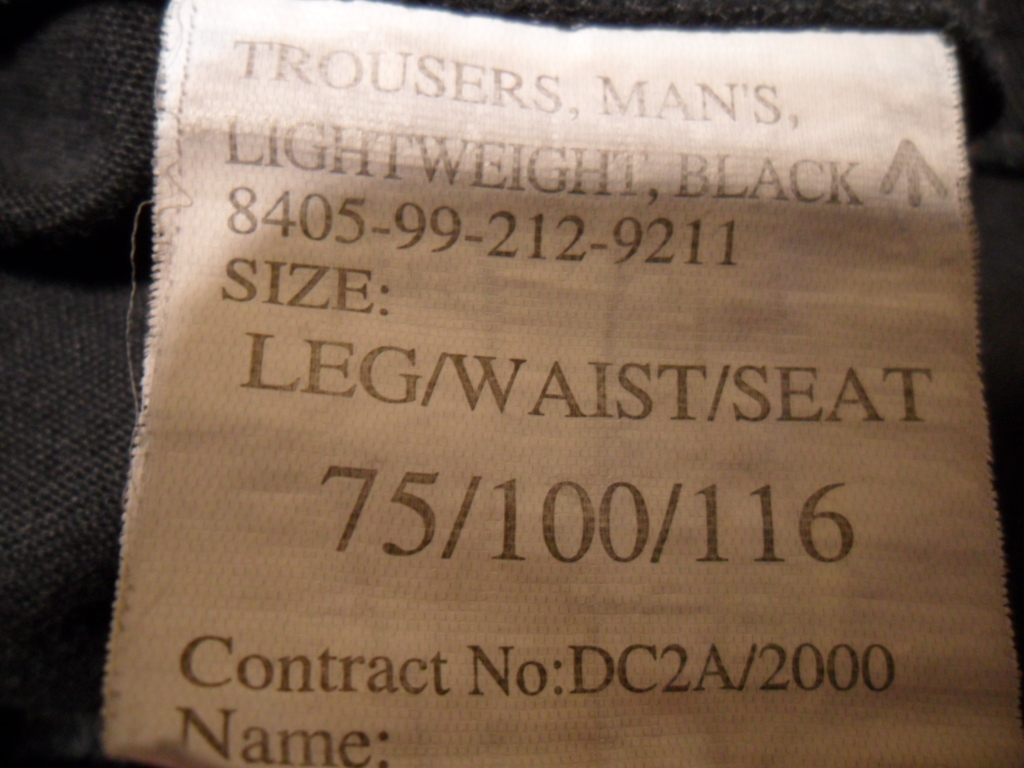 TROUSERS, MAN'S,
LIGHTWEIGHT, BLACK
8405-99-212-9211
SIZE:
LEG/WAIST/SEAT
75/100/116
Contract No:DC2A/2000
Name: